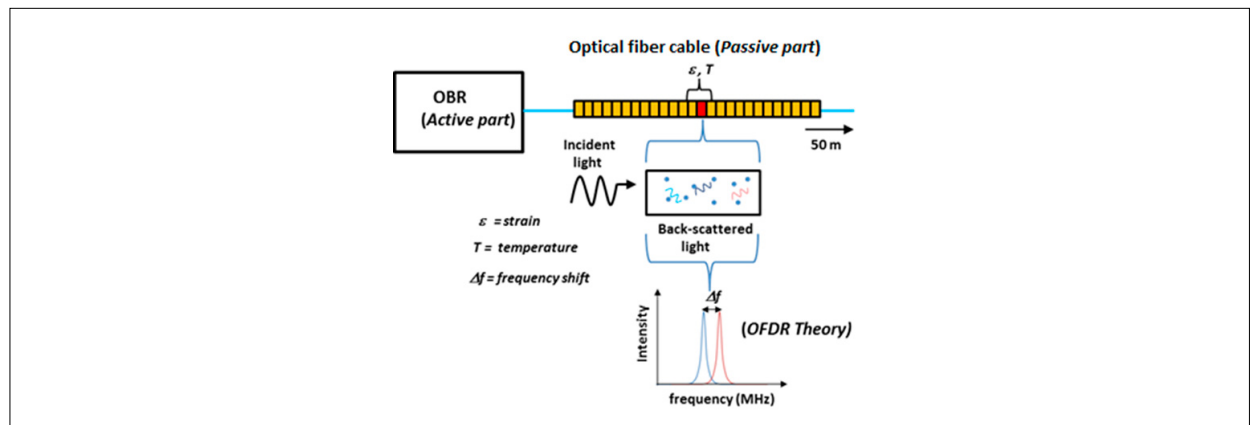 Optical fiber cable (Passive part)
ε, T
OBR
(Active part)
50 m
Incident
light
ε = strain
T = temperature
Δf = frequency shift
Back-scattered
light
Δf
(OFDR Theory)
Intensity
frequency (MHz)